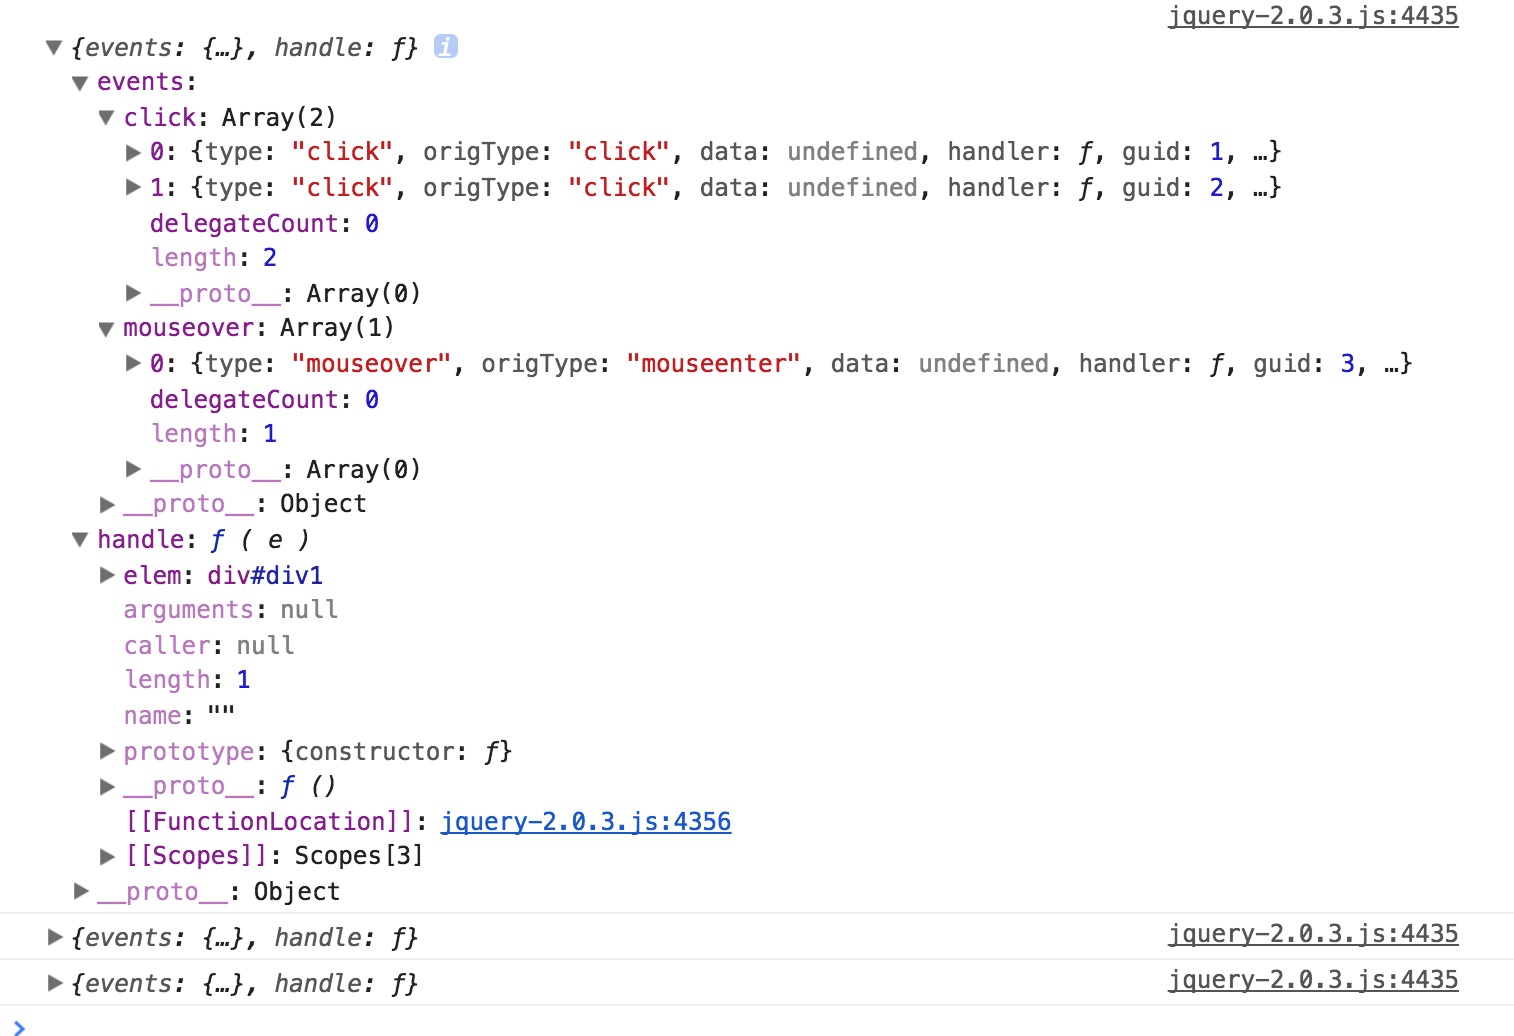 jquery-2.0.3.js:4435
▼{events: {…}, handle: ƒ} i
▼events:
▼click: Array(2)
▶0: {type: "click", origType: "click", data: undefined, handler: ƒ, guid: 1, …}
▶1: {type: "click", origType: "click", data: undefined, handler: ƒ, guid: 2, …}
delegateCount: 0
length: 2
▶__proto__: Array(0)
▼mouseover: Array(1)
▶0: {type: "mouseover", origType: "mouseenter", data: undefined, handler: ƒ, guid: 3, …}
delegateCount: 0
length: 1
▶__proto__: Array(0)
▶__proto__: Object
▼handle: ƒ ( e )
▶elem: div#div1
arguments: null
caller: null
length: 1
name: ""
▶prototype: {constructor: ƒ}
▶__proto__: ƒ ()
[[FunctionLocation]]: jquery-2.0.3.js:4356
▶[[Scopes]]: Scopes[3]
▶__proto__: Object
▶{events: {…}, handle: ƒ} jquery-2.0.3.js:4435
▶{events: {…}, handle: ƒ} jquery-2.0.3.js:4435
>